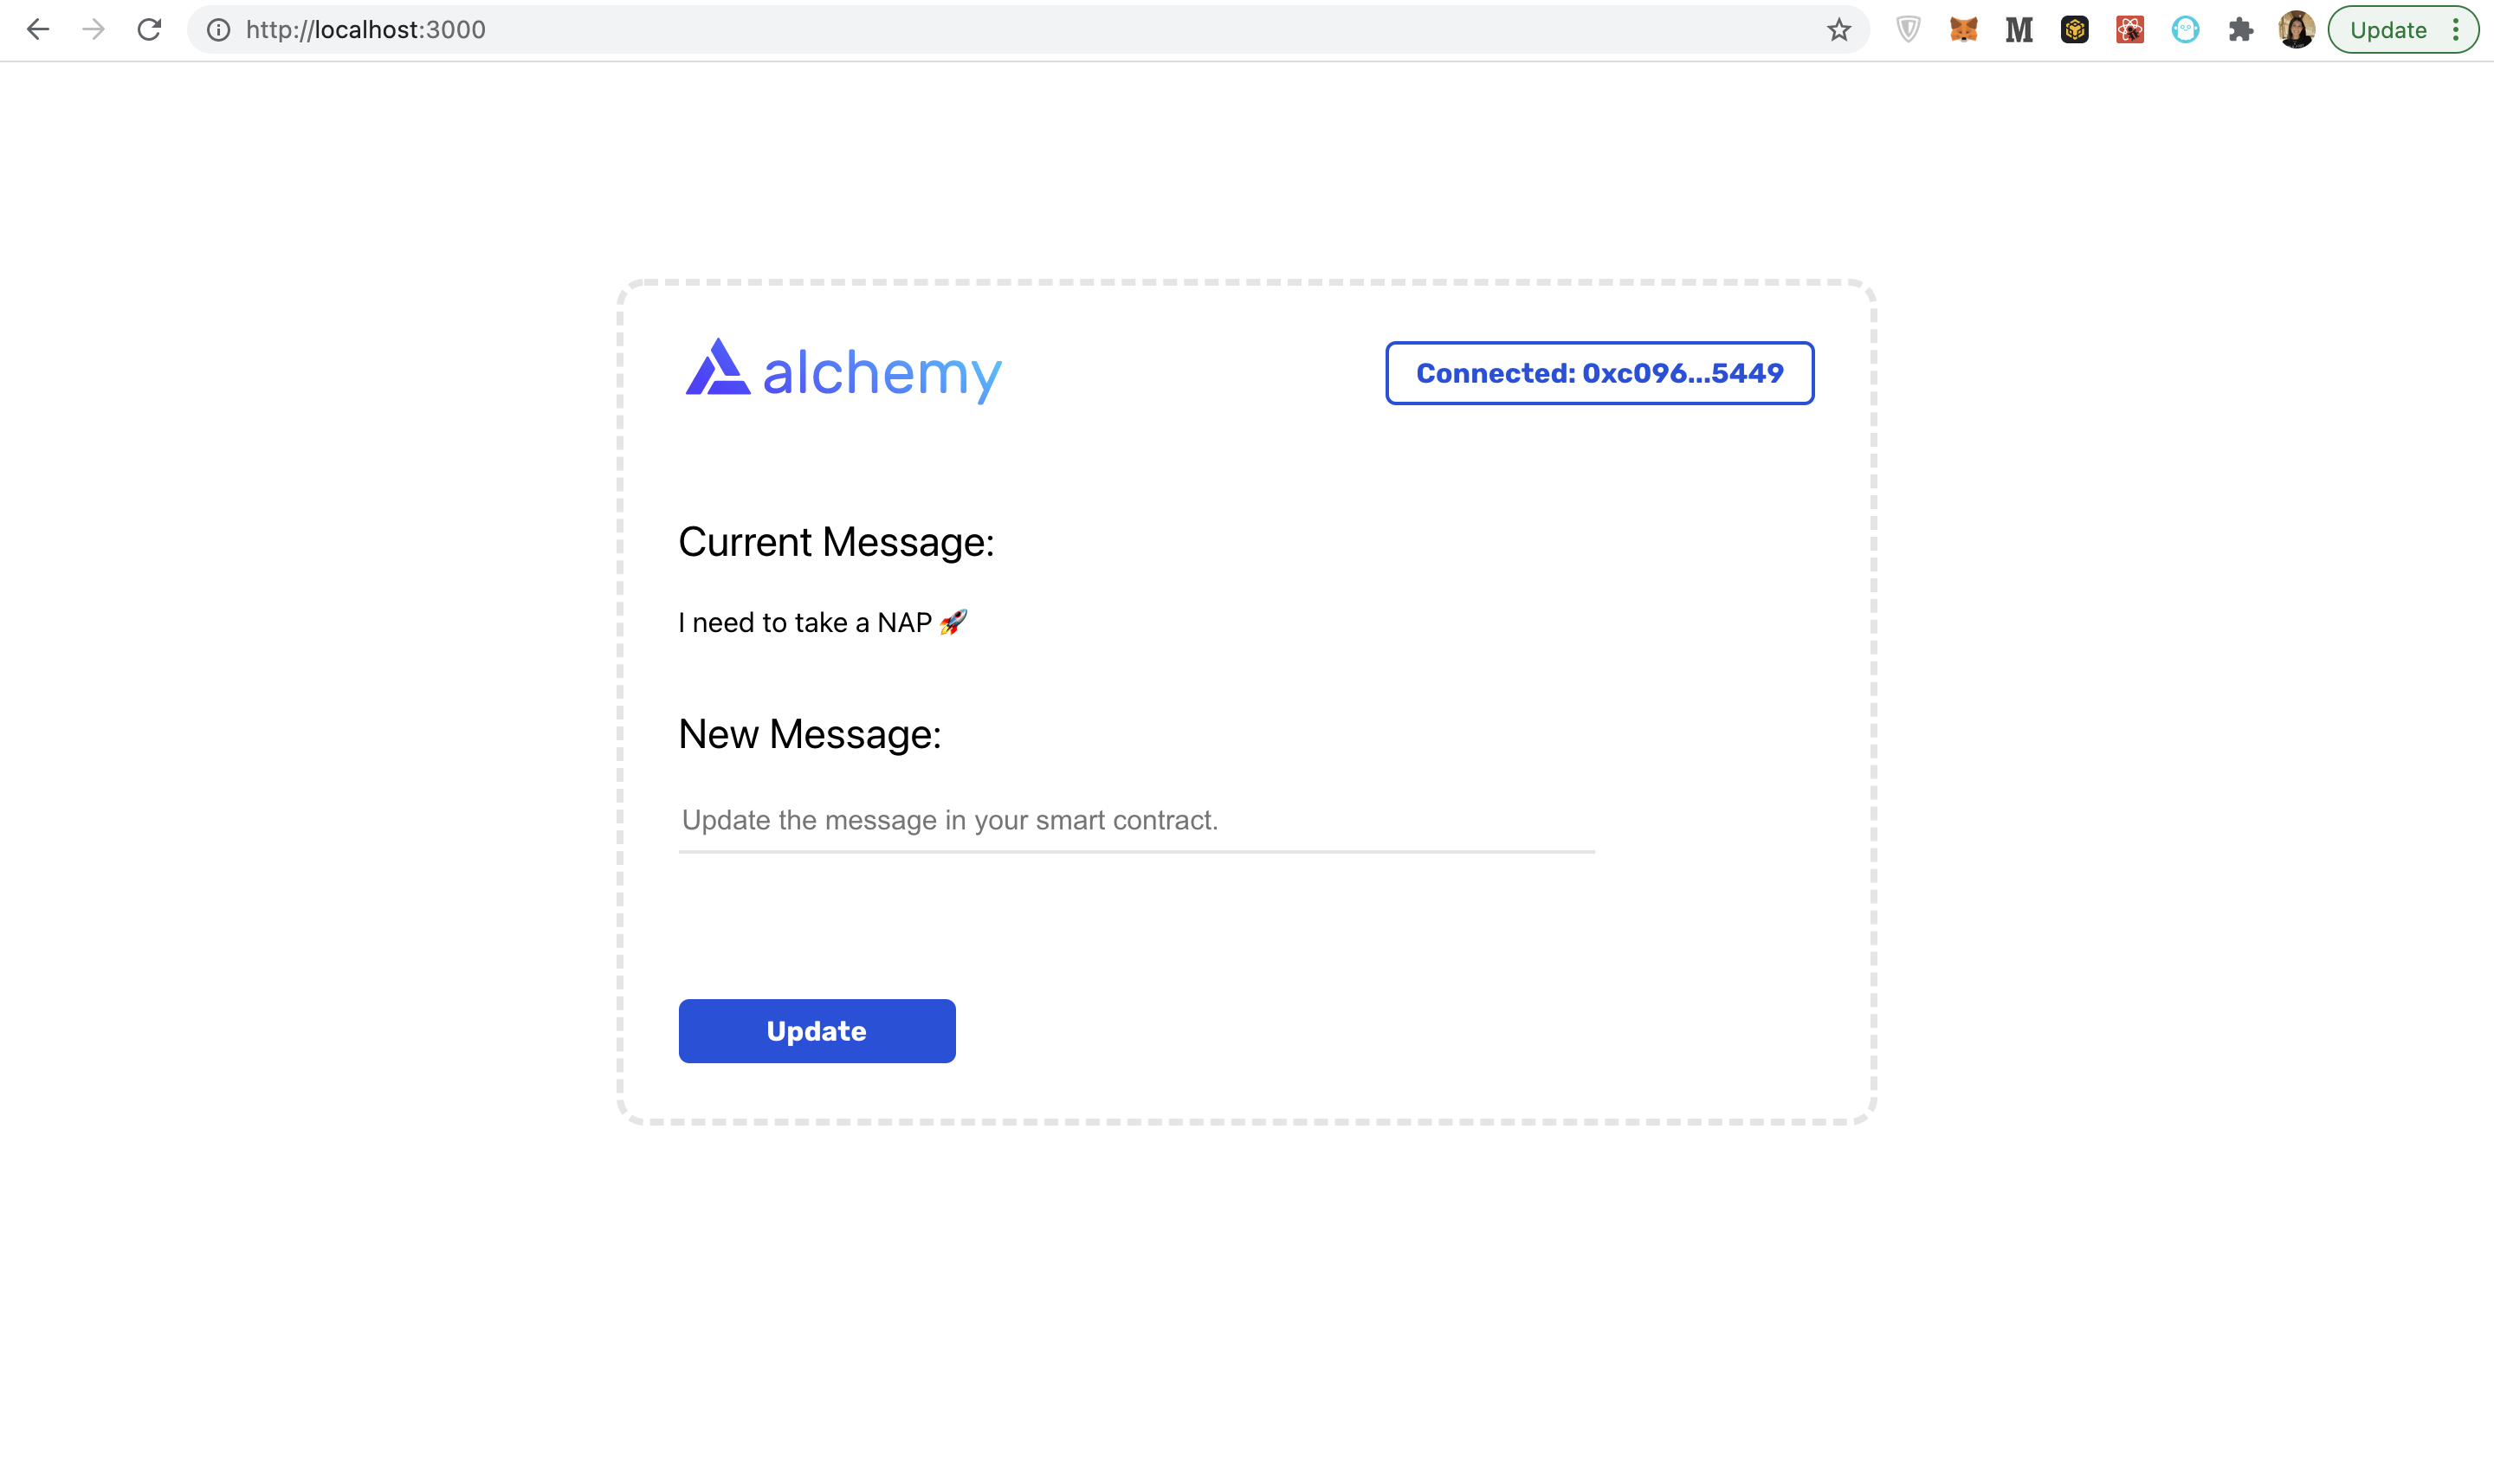 http://localhost:3000
M
Update
alchemy
Connected: 0xc096...5449
Current Message:
I need to take a NAP 🚀
New Message:
Update the message in your smart contract.
Update